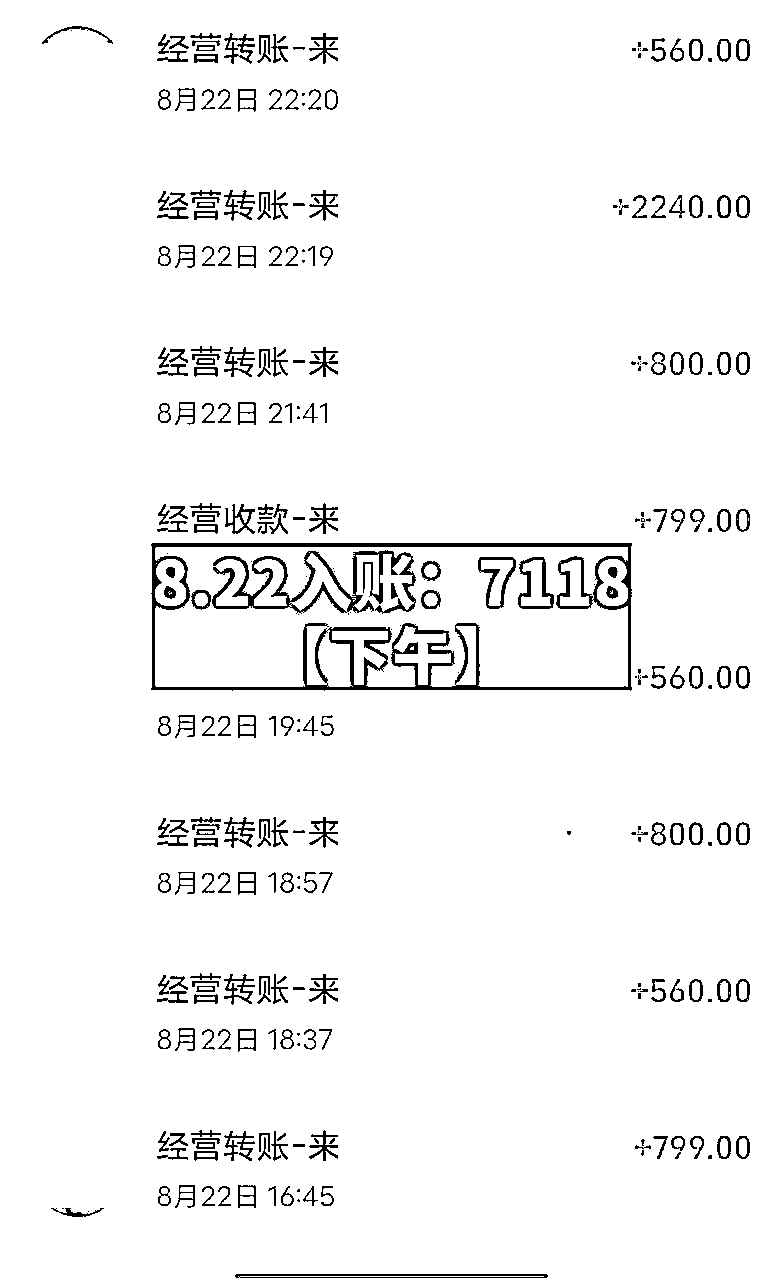 经营转账-来 +560.00
8月22日 22:20
经营转账-来 +2240.00
8月22日 22:19
经营转账-来 +800.00
8月22日 21:41
经营收款-来 +799.00
8.22入账：7118
【下午】
+560.00
8月22日 19:45
经营转账-来 +800.00
8月22日 18:57
经营转账-来 +560.00
8月22日 18:37
经营转账-来 +799.00
8月22日 16:45